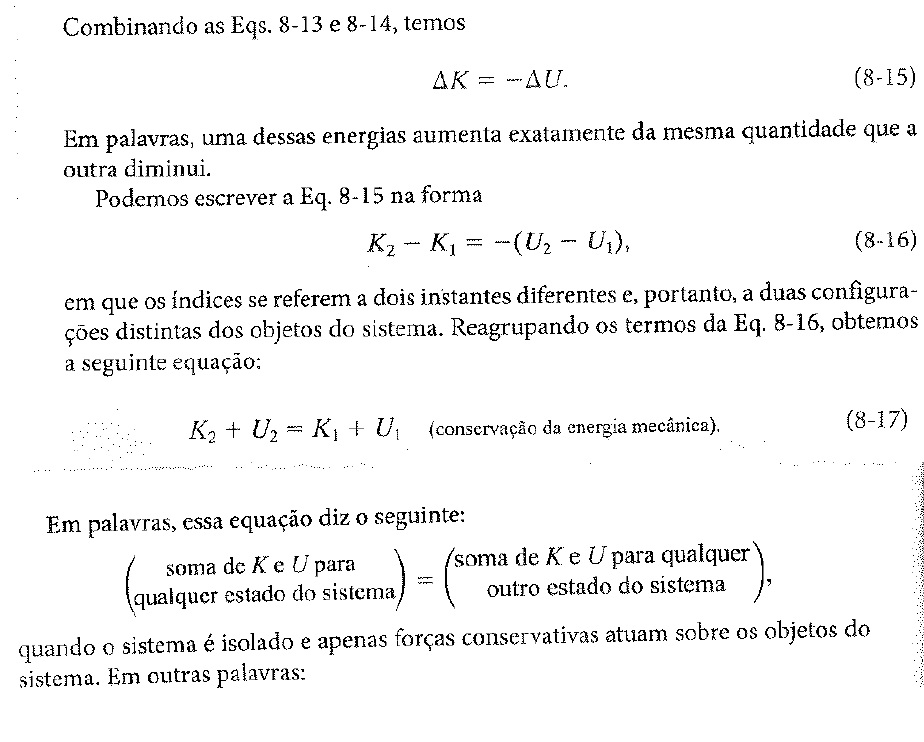 Combinando as Eqs. 8-13 e 8-14, temos
ΔK = −ΔU. (8-15)
Em palavras, uma dessas energias aumenta exatamente da mesma quantidade que a
outra diminui.
Podemos escrever a Eq. 8-15 na forma
K₂ − K₁ = −(U₂ − U₁), (8-16)
em que os índices se referem a dois instantes diferentes e, portanto, a duas configura-
ções distintas dos objetos do sistema. Reagrupando os termos da Eq. 8-16, obtemos
a seguinte equação:
K₂ + U₂ = K₁ + U₁ (conservação da energia mecânica). (8-17)
Em palavras, essa equação diz o seguinte:
(soma de K e U para qualquer estado do sistema) = (soma de K e U para qualquer outro estado do sistema),
quando o sistema é isolado e apenas forças conservativas atuam sobre os objetos do
sistema. Em outras palavras: